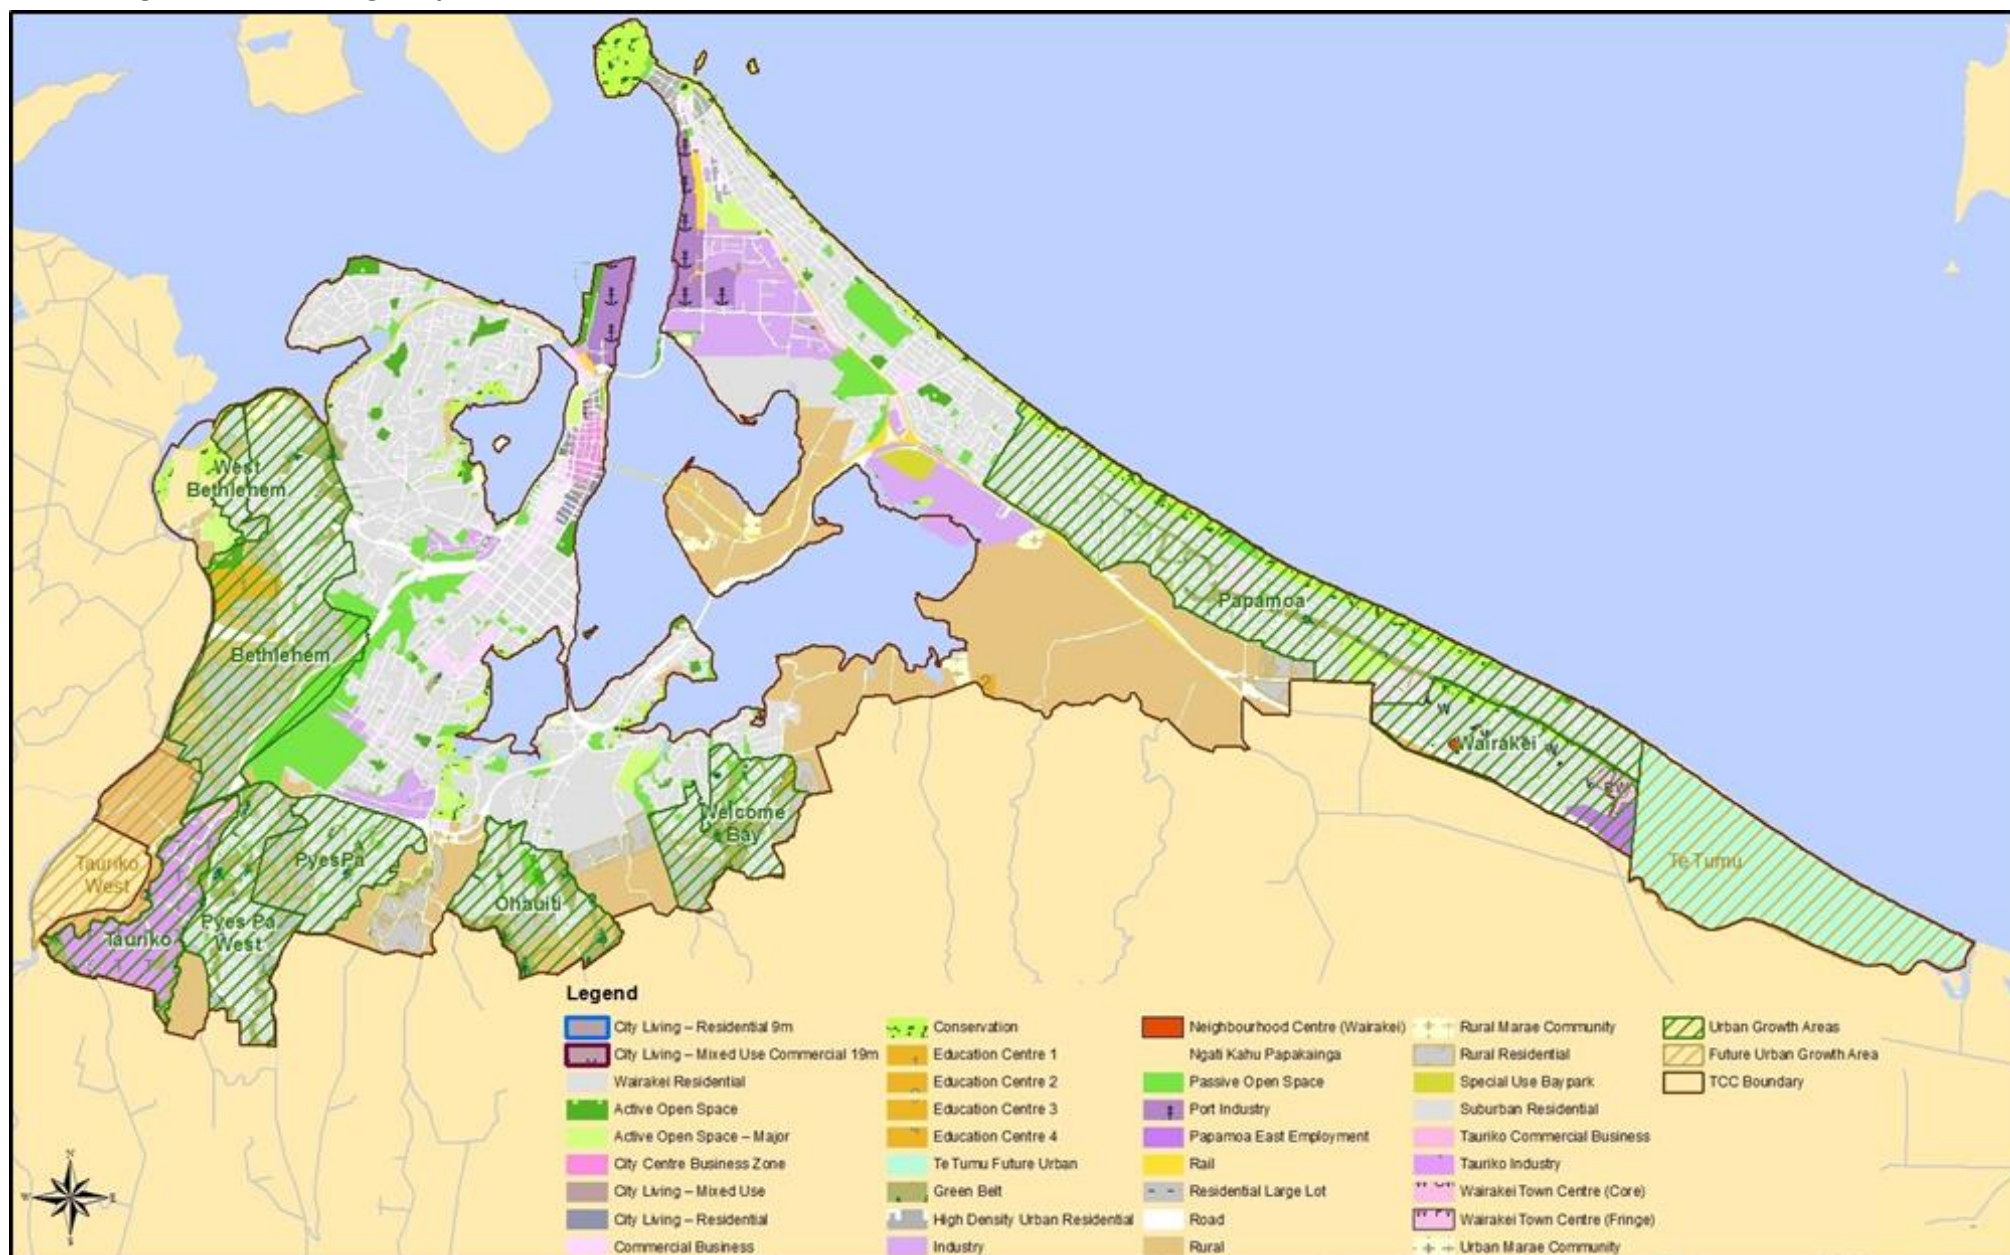 West
Bethlehem
Bethlehem
Papamoa
Wairakei
Te Tumu
Welcome
Bay
Ohauiti
PyesPa
Pyes Pa
West
Tauriko
West
Tauriko
N
W
E
S
Legend
City Living – Residential 9m
City Living – Mixed Use Commercial 19m
Wairakei Residential
Active Open Space
Active Open Space – Major
City Centre Business Zone
City Living – Mixed Use
City Living – Residential
Commercial Business
Conservation
Education Centre 1
Education Centre 2
Education Centre 3
Education Centre 4
Te Tumu Future Urban
Green Belt
High Density Urban Residential
Industry
Neighbourhood Centre (Wairakei)
Ngati Kahu Papakainga
Passive Open Space
Port Industry
Papamoa East Employment
Rail
Residential Large Lot
Road
Rural
Rural Marae Community
Rural Residential
Special Use Baypark
Suburban Residential
Tauriko Commercial Business
Tauriko Industry
Wairakei Town Centre (Core)
Wairakei Town Centre (Fringe)
Urban Marae Community
Urban Growth Areas
Future Urban Growth Area
TCC Boundary